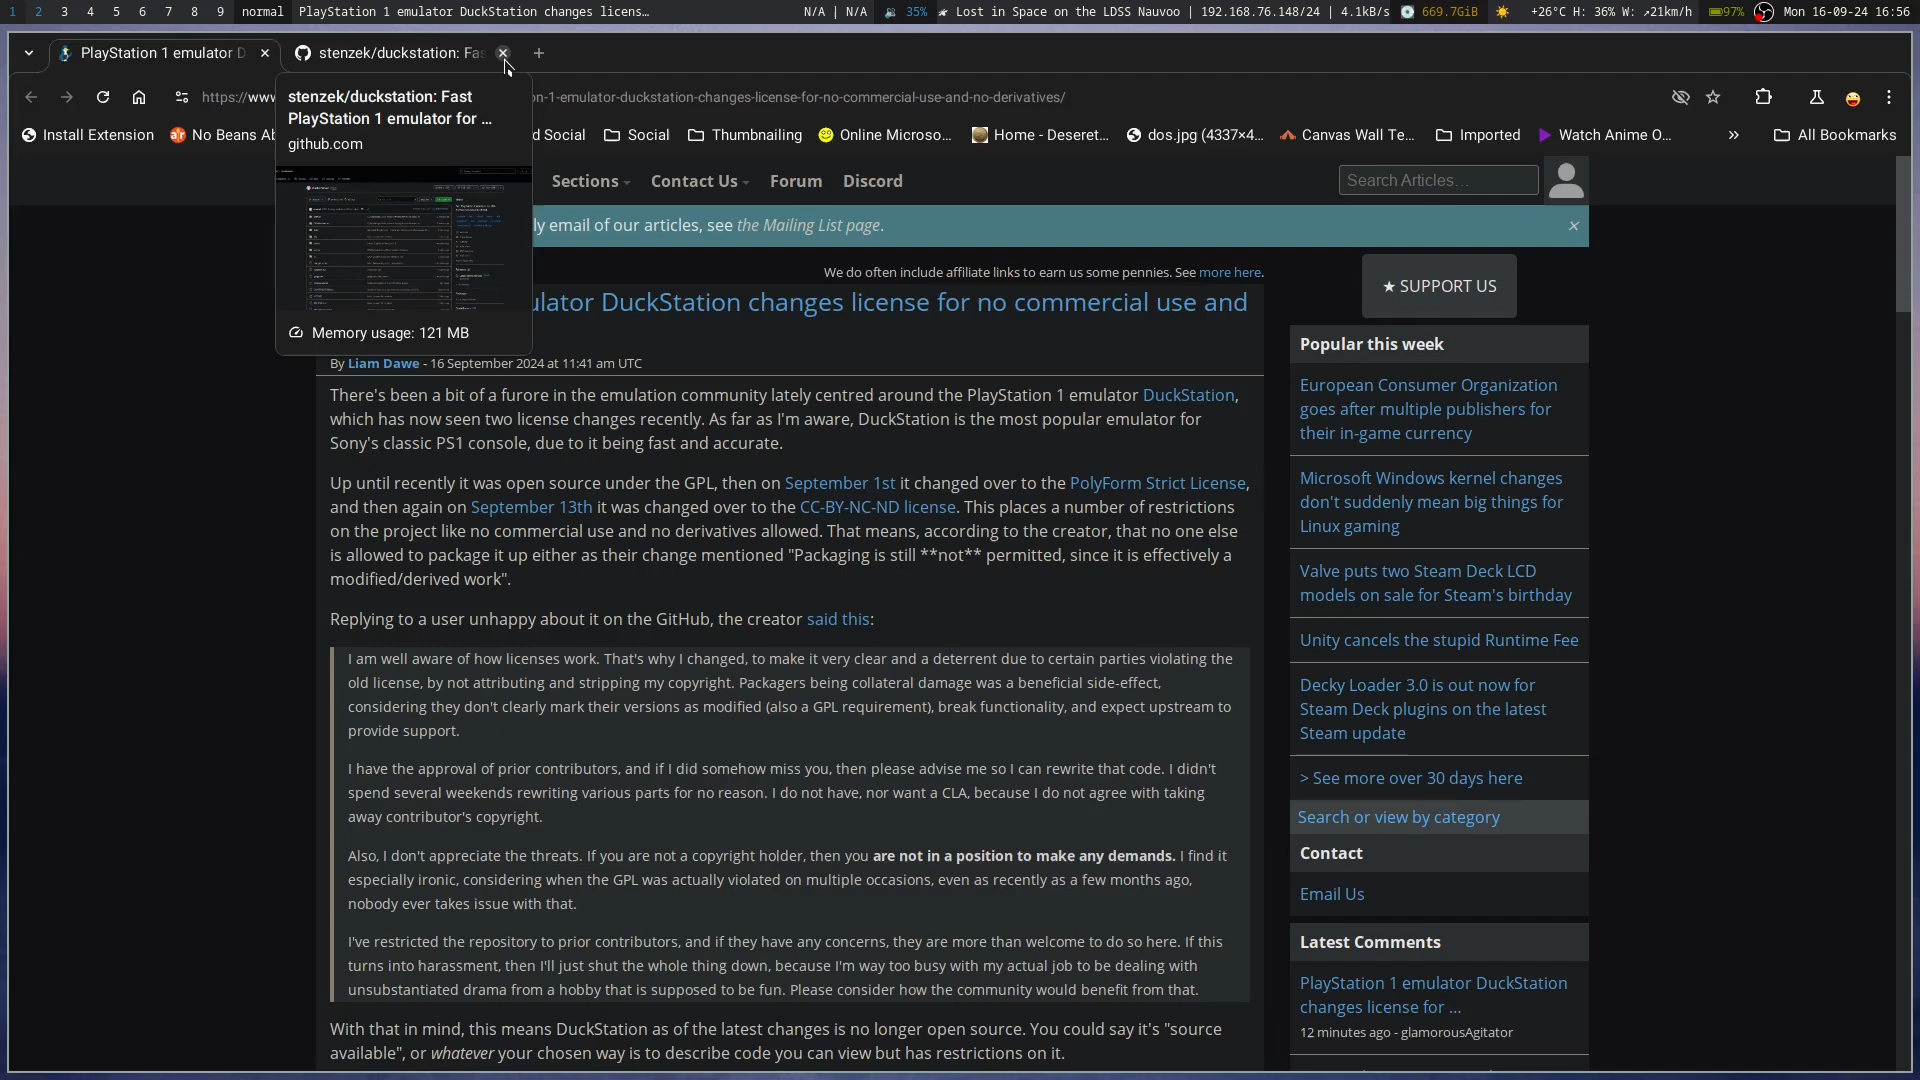 1 2 3 4 5 6 7 8 9 normal PlayStation 1 emulator DuckStation changes licens… N/A | N/A 35% Lost in Space on the LDSS Nauvoo | 192.168.76.148/24 | 4.1kB/s 669.7GiB +26°C H: 36% W: ↗21km/h 97% Mon 16-09-24 16:56
PlayStation 1 emulator D stenzek/duckstation: Fas
https://www n-1-emulator-duckstation-changes-license-for-no-commercial-use-and-no-derivatives/
stenzek/duckstation: Fast
PlayStation 1 emulator for ...
github.com
Memory usage: 121 MB
Install Extension No Beans Ab d Social Social Thumbnailing Online Microso... Home - Deseret... dos.jpg (4337×4... Canvas Wall Te... Imported Watch Anime O... » All Bookmarks
Sections Contact Us Forum Discord Search Articles…
ly email of our articles, see the Mailing List page.
We do often include affiliate links to earn us some pennies. See more here.
ulator DuckStation changes license for no commercial use and
By Liam Dawe - 16 September 2024 at 11:41 am UTC
There's been a bit of a furore in the emulation community lately centred around the PlayStation 1 emulator DuckStation,
which has now seen two license changes recently. As far as I'm aware, DuckStation is the most popular emulator for
Sony's classic PS1 console, due to it being fast and accurate.
Up until recently it was open source under the GPL, then on September 1st it changed over to the PolyForm Strict License,
and then again on September 13th it was changed over to the CC-BY-NC-ND license. This places a number of restrictions
on the project like no commercial use and no derivatives allowed. That means, according to the creator, that no one else
is allowed to package it up either as their change mentioned "Packaging is still **not** permitted, since it is effectively a
modified/derived work".
Replying to a user unhappy about it on the GitHub, the creator said this:
I am well aware of how licenses work. That's why I changed, to make it very clear and a deterrent due to certain parties violating the
old license, by not attributing and stripping my copyright. Packagers being collateral damage was a beneficial side-effect,
considering they don't clearly mark their versions as modified (also a GPL requirement), break functionality, and expect upstream to
provide support.
I have the approval of prior contributors, and if I did somehow miss you, then please advise me so I can rewrite that code. I didn't
spend several weekends rewriting various parts for no reason. I do not have, nor want a CLA, because I do not agree with taking
away contributor's copyright.
Also, I don't appreciate the threats. If you are not a copyright holder, then you are not in a position to make any demands. I find it
especially ironic, considering when the GPL was actually violated on multiple occasions, even as recently as a few months ago,
nobody ever takes issue with that.
I've restricted the repository to prior contributors, and if they have any concerns, they are more than welcome to do so here. If this
turns into harassment, then I'll just shut the whole thing down, because I'm way too busy with my actual job to be dealing with
unsubstantiated drama from a hobby that is supposed to be fun. Please consider how the community would benefit from that.
With that in mind, this means DuckStation as of the latest changes is no longer open source. You could say it's "source
available", or whatever your chosen way is to describe code you can view but has restrictions on it.
★ SUPPORT US
Popular this week
European Consumer Organization
goes after multiple publishers for
their in-game currency
Microsoft Windows kernel changes
don't suddenly mean big things for
Linux gaming
Valve puts two Steam Deck LCD
models on sale for Steam's birthday
Unity cancels the stupid Runtime Fee
Decky Loader 3.0 is out now for
Steam Deck plugins on the latest
Steam update
> See more over 30 days here
Search or view by category
Contact
Email Us
Latest Comments
PlayStation 1 emulator DuckStation
changes license for ...
12 minutes ago - glamorousAgitator